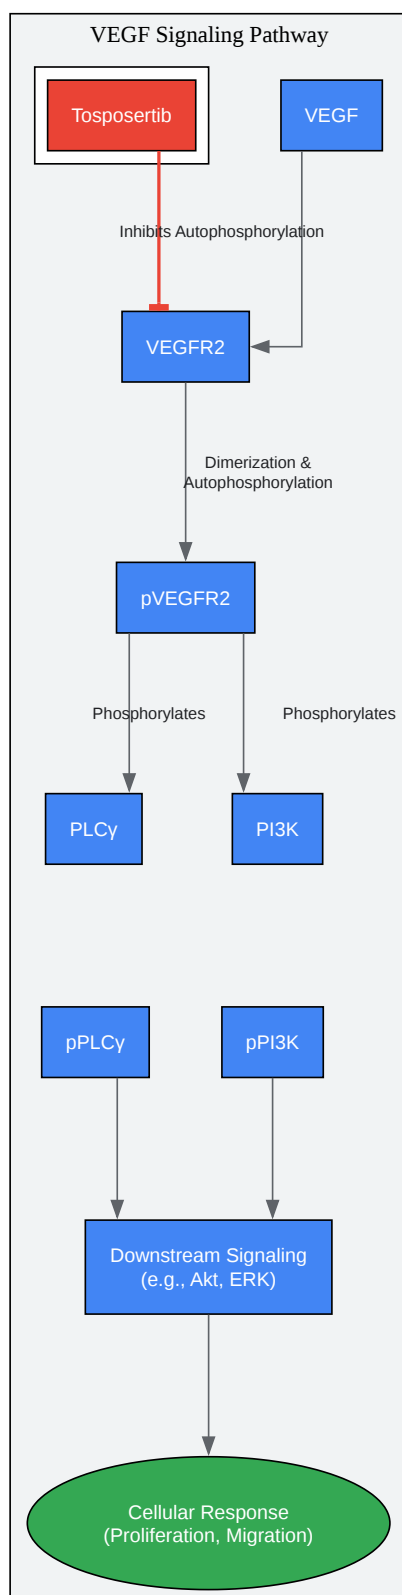 VEGF Signaling Pathway
Tosposertib
VEGF
Inhibits Autophosphorylation
VEGFR2
Dimerization &
Autophosphorylation
pVEGFR2
Phosphorylates
Phosphorylates
PLCγ
PI3K
pPLCγ
pPI3K
Downstream Signaling
(e.g., Akt, ERK)
Cellular Response
(Proliferation, Migration)